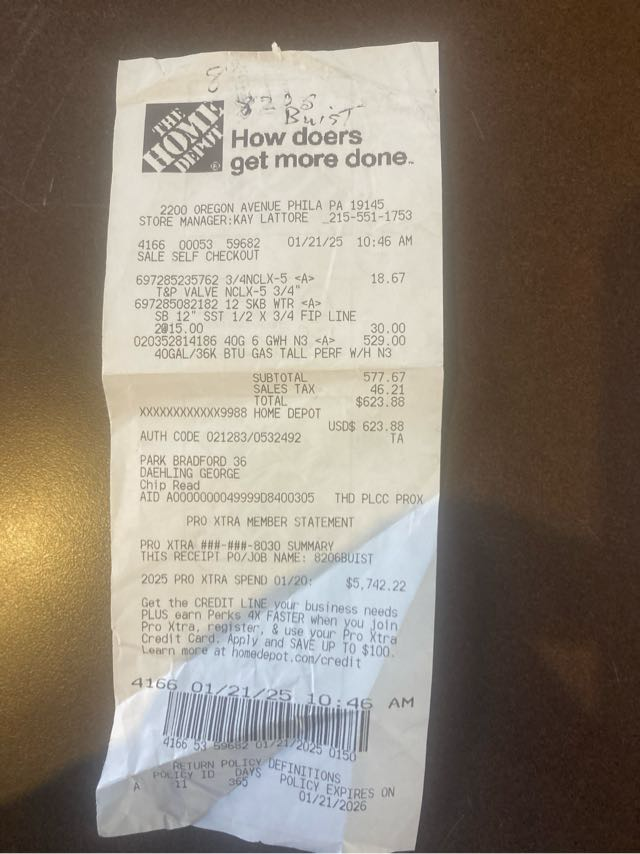 8206
Buist
THE
HOME
DEPOT
How doers
get more done.
2200 OREGON AVENUE PHILA PA 19145
STORE MANAGER:KAY LATTORE 215-551-1753
4166 00053 59682 01/21/25 10:46 AM
SALE SELF CHECKOUT
697285235762 3/4NCLX-5 <A> 18.67
T&P VALVE NCLX-5 3/4"
697285082182 12 SKB WTR <A>
SB 12" SST 1/2 X 3/4 FIP LINE
2@15.00 30.00
020352814186 40G 6 GWH N3 <A> 529.00
40GAL/36K BTU GAS TALL PERF W/H N3
SUBTOTAL 577.67
SALES TAX 46.21
TOTAL $623.88
XXXXXXXXXXXX9988 HOME DEPOT
USD$ 623.88
AUTH CODE 021283/0532492 TA
PARK BRADFORD 36
DAEHLING GEORGE
Chip Read
AID A0000000049999D8400305 THD PLCC PROX
PRO XTRA MEMBER STATEMENT
PRO XTRA ###-###-8030 SUMMARY
THIS RECEIPT PO/JOB NAME: 8206BUIST
2025 PRO XTRA SPEND 01/20: $5,742.22
Get the CREDIT LINE your business needs
PLUS earn Perks 4X FASTER when you join
Pro Xtra, register, & use your Pro Xtra
Credit Card. Apply and SAVE UP TO $100.
Learn more at homedepot.com/credit
4166 01/21/25 10:46 AM
4166 53 59682 01/21/2025 0150
RETURN POLICY DEFINITIONS
POLICY ID DAYS POLICY EXPIRES ON
A 11 365 01/21/2026